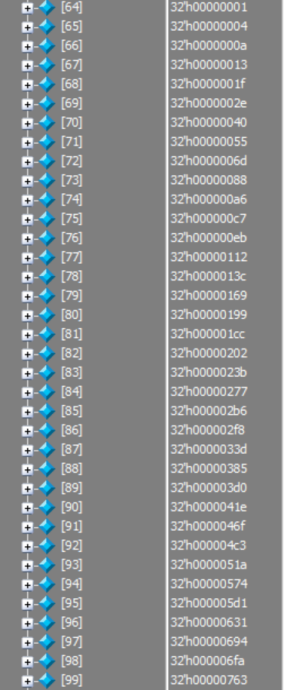 [64] 32'h00000001
[65] 32'h00000004
[66] 32'h0000000a
[67] 32'h00000013
[68] 32'h0000001f
[69] 32'h0000002e
[70] 32'h00000040
[71] 32'h00000055
[72] 32'h0000006d
[73] 32'h00000088
[74] 32'h000000a6
[75] 32'h000000c7
[76] 32'h000000eb
[77] 32'h00000112
[78] 32'h0000013c
[79] 32'h00000169
[80] 32'h00000199
[81] 32'h000001cc
[82] 32'h00000202
[83] 32'h0000023b
[84] 32'h00000277
[85] 32'h000002b6
[86] 32'h000002f8
[87] 32'h0000033d
[88] 32'h00000385
[89] 32'h000003d0
[90] 32'h0000041e
[91] 32'h0000046f
[92] 32'h000004c3
[93] 32'h0000051a
[94] 32'h00000574
[95] 32'h000005d1
[96] 32'h00000631
[97] 32'h00000694
[98] 32'h000006fa
[99] 32'h00000763